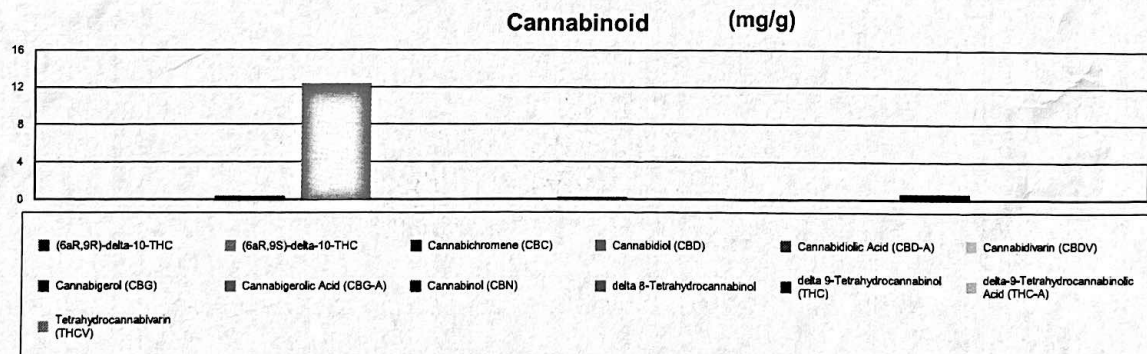 Cannabinoid (mg/g)
16
12
8
4
0
(6aR,9R)-delta-10-THC (6aR,9S)-delta-10-THC Cannabichromene (CBC) Cannabidiol (CBD) Cannabidiolic Acid (CBD-A) Cannabidivarin (CBDV)
Cannabigerol (CBG) Cannabigerolic Acid (CBG-A) Cannabinol (CBN) delta 8-Tetrahydrocannabinol delta 9-Tetrahydrocannabinol
(THC) delta-9-Tetrahydrocannabinolic
Acid (THC-A)
Tetrahydrocannabivarin
(THCV)